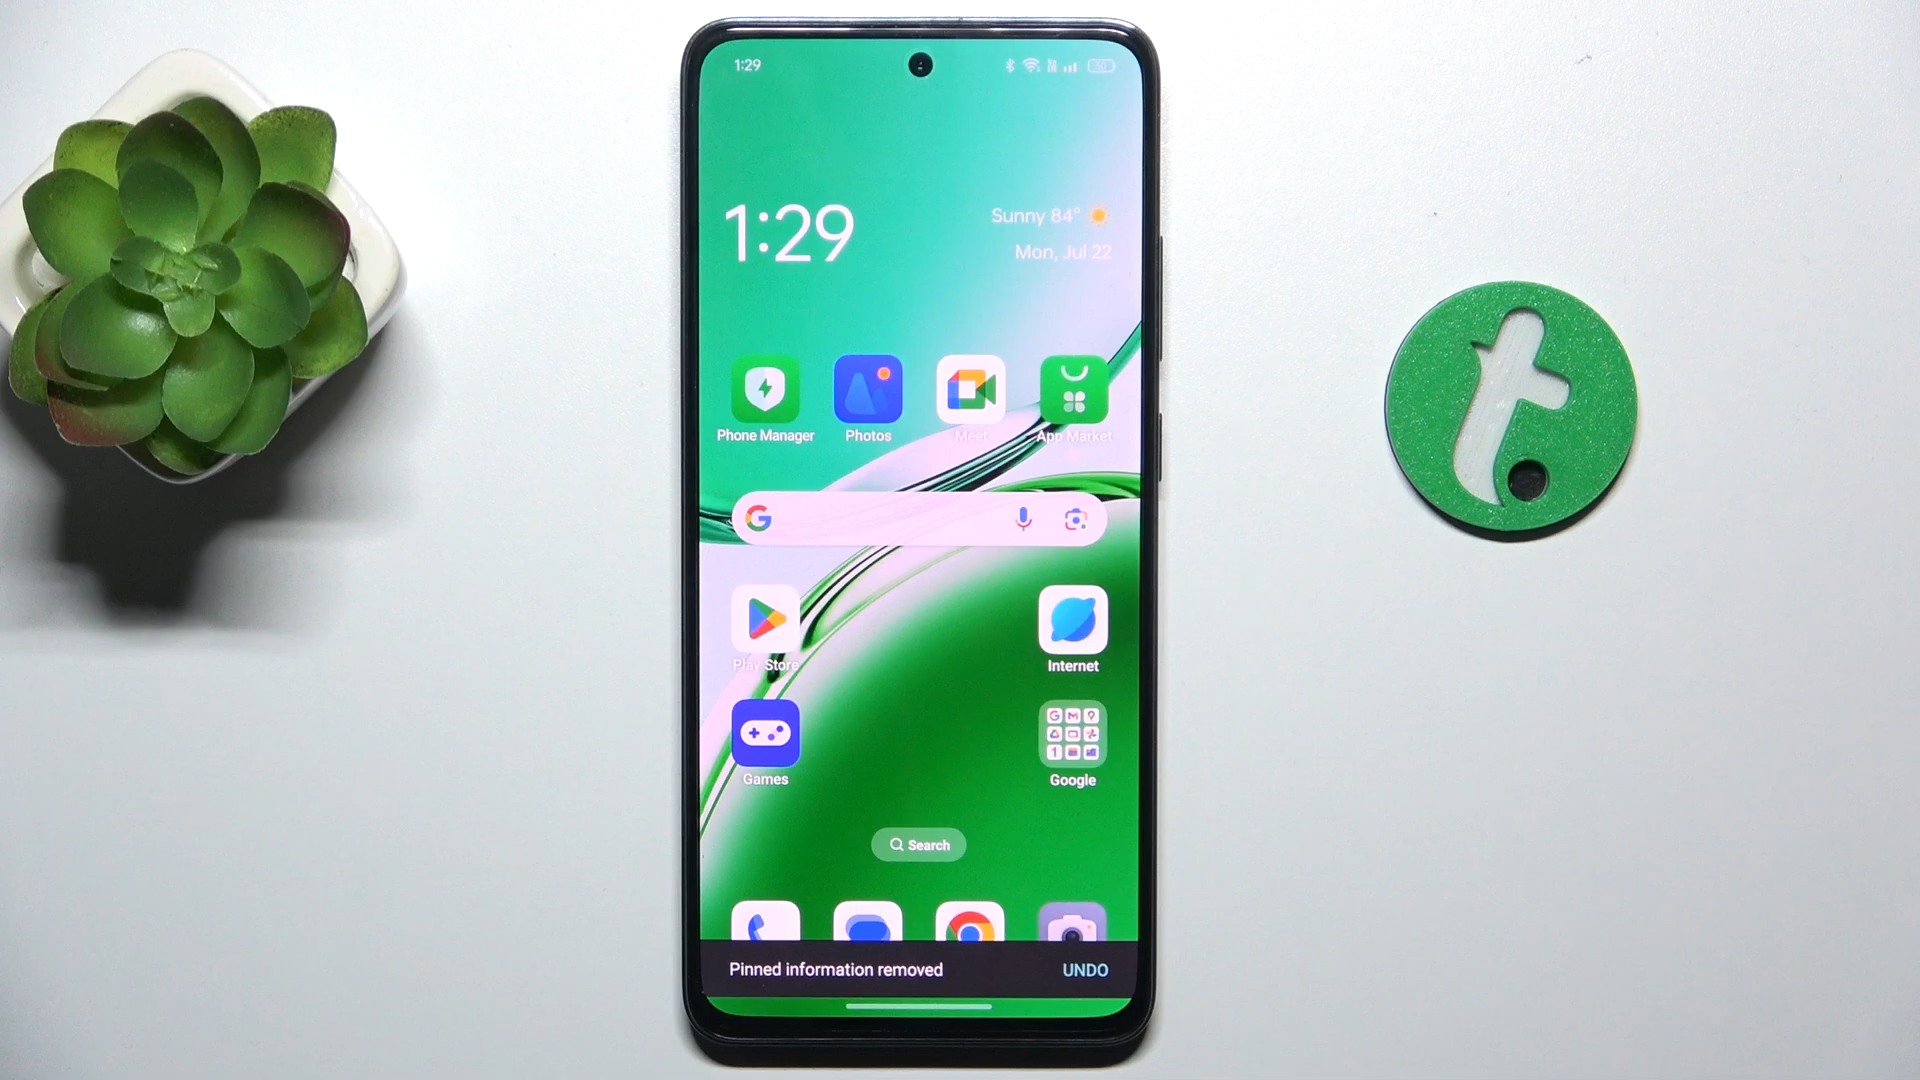 1:29
50
1:29
Sunny 84°
Mon, Jul 22
Phone Manager
Photos
Meet
App Market
Play Store
Internet
Games
Google
Search
Pinned information removed
UNDO